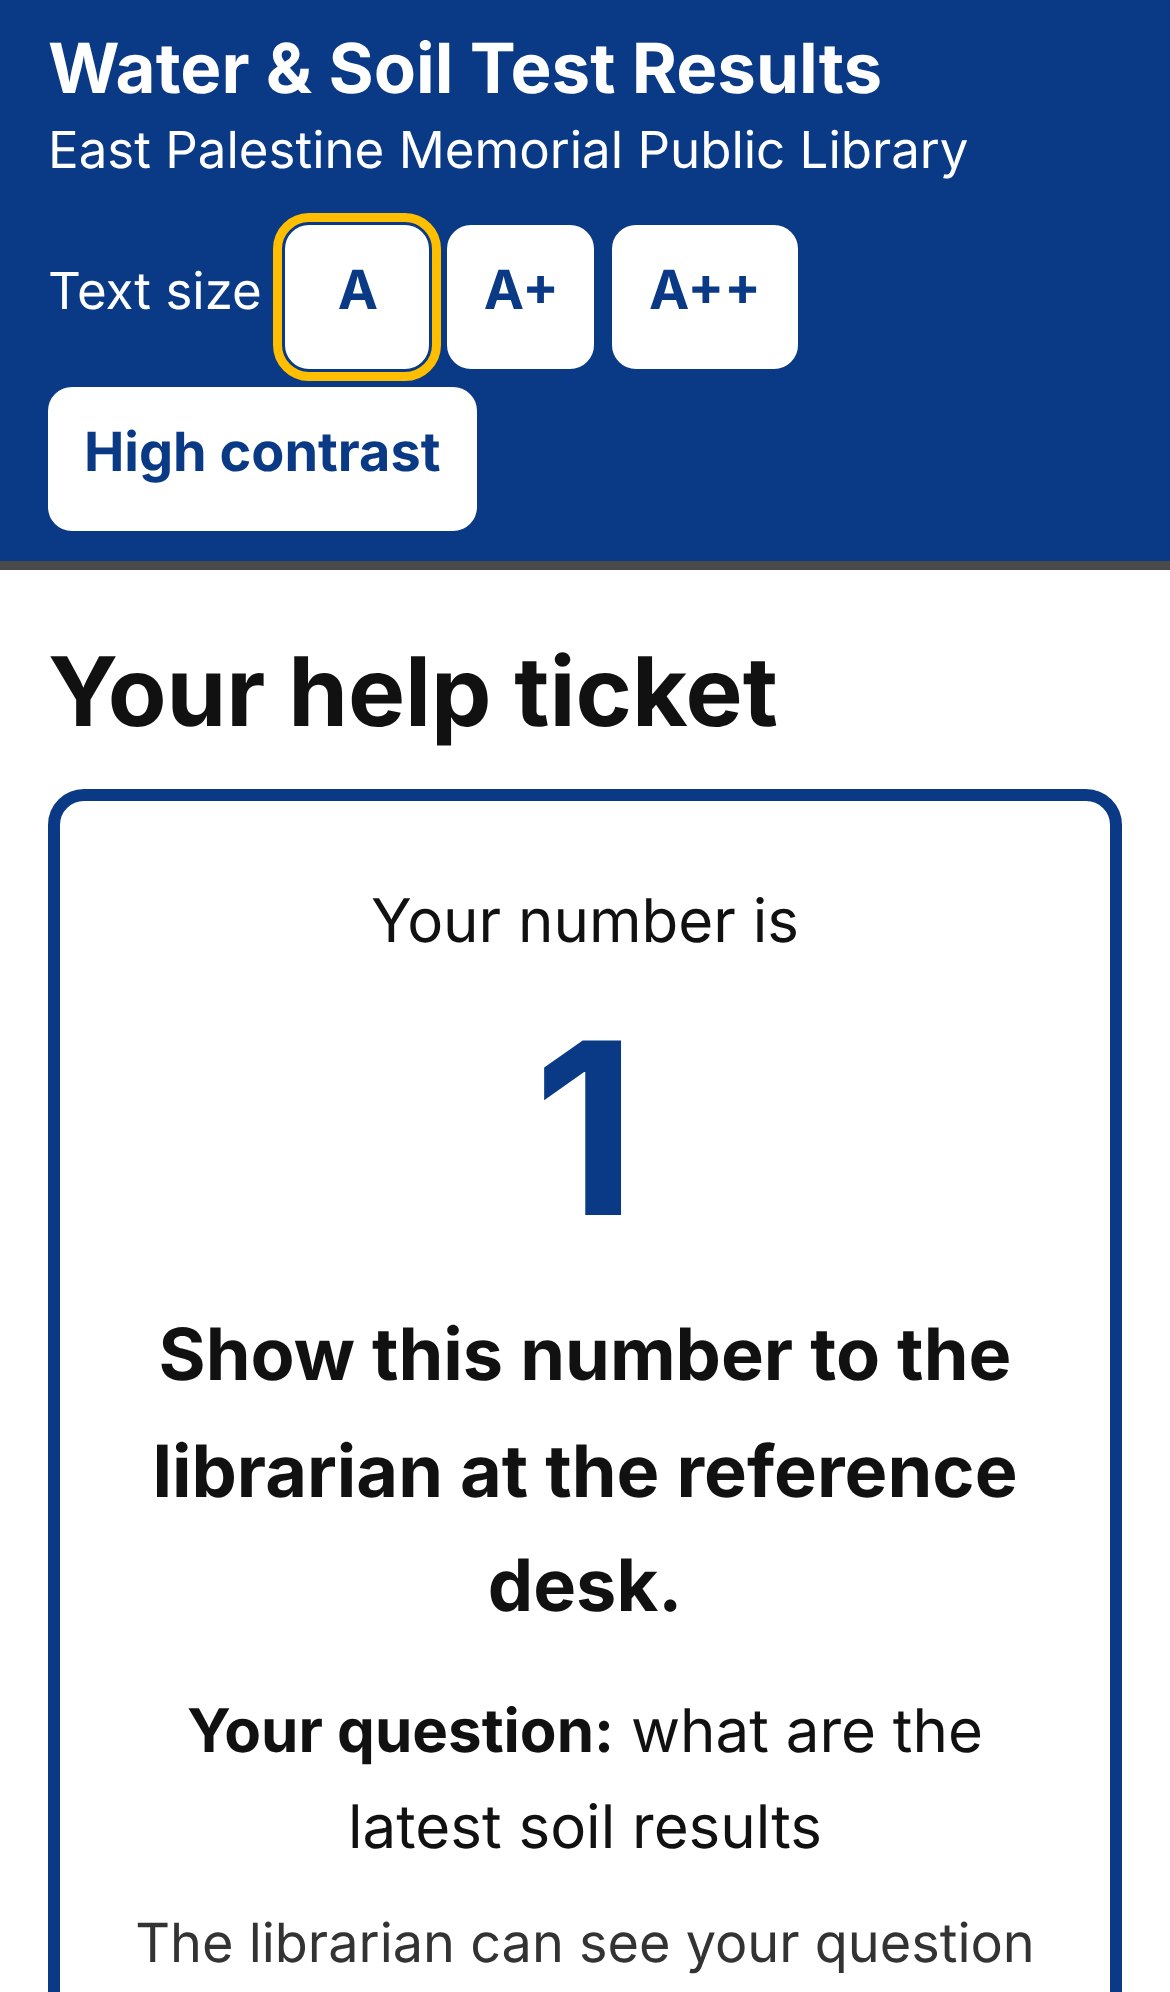 Water & Soil Test Results
East Palestine Memorial Public Library
Text size A A+ A++
High contrast
Your help ticket
Your number is
1
Show this number to the
librarian at the reference
desk.
Your question: what are the
latest soil results
The librarian can see your question